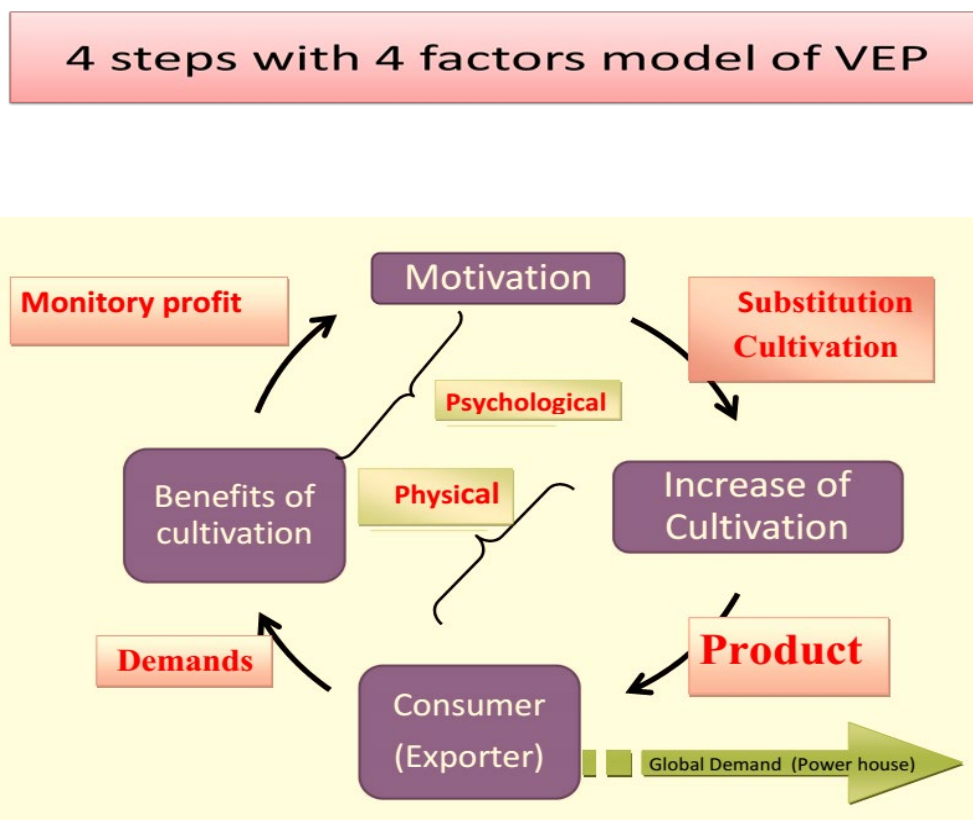 4 steps with 4 factors model of VEP
Motivation
Monitory profit
Substitution
Cultivation
Psychological
Benefits of
cultivation
Physical
Increase of
Cultivation
Demands
Product
Consumer
(Exporter)
Global Demand (Power house)